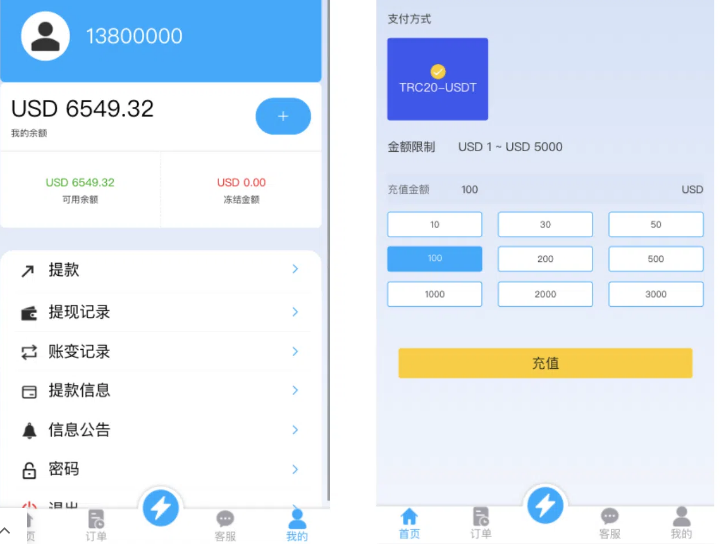 13800000
USD 6549.32
我的余额
+
USD 6549.32
USD 0.00
可用余额
冻结金额
提款
提现记录
账变记录
提款信息
信息公告
密码
退出
页
订单
客服
我的
支付方式
TRC20-USDT
金额限制 USD 1 ~ USD 5000
充值金额 100 USD
10 30 50
100 200 500
1000 2000 3000
充值
首页 订单 客服 我的